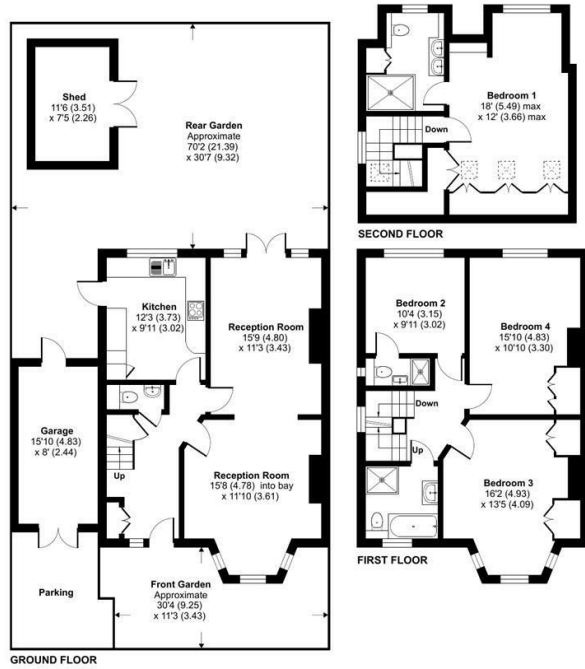 Shed
11'6 (3.51)
x 7'5 (2.26)
Rear Garden
Approximate
70'2 (21.39)
x 30'7 (9.32)
Kitchen
12'3 (3.73)
x 9'11 (3.02)
Reception Room
15'9 (4.80)
x 11'3 (3.43)
Garage
15'10 (4.83)
x 8' (2.44)
Up
Reception Room
15'8 (4.78) into bay
x 11'10 (3.61)
Parking
Front Garden
Approximate
30'4 (9.25)
x 11'3 (3.43)
GROUND FLOOR
Bedroom 1
18' (5.49) max
x 12' (3.66) max
Down
SECOND FLOOR
Bedroom 2
10'4 (3.15)
x 9'11 (3.02)
Bedroom 4
15'10 (4.83)
x 10'10 (3.30)
Down
Up
Bedroom 3
16'2 (4.93)
x 13'5 (4.09)
FIRST FLOOR